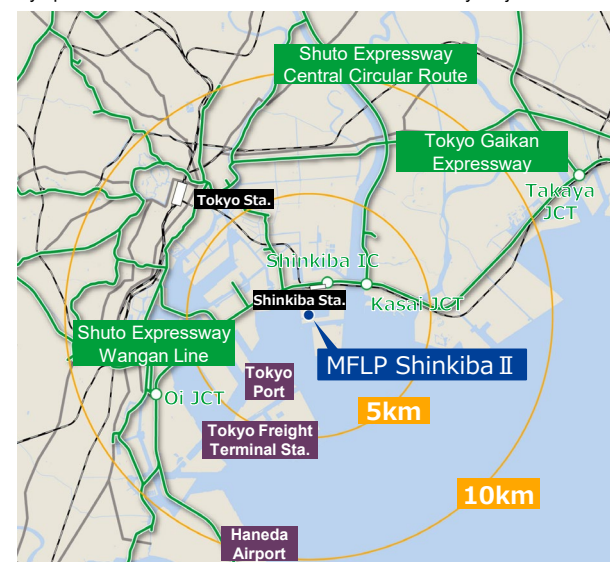 Shuto Expressway
Central Circular Route
Tokyo Gaikan
Expressway
Takaya
JCT
Tokyo Sta.
Shinkiba IC
Shinkiba Sta.
Kasai JCT
Shuto Expressway
Wangan Line
MFLP Shinkiba Ⅱ
Tokyo
Port
Oi JCT
5km
Tokyo Freight
Terminal Sta.
10km
Haneda
Airport